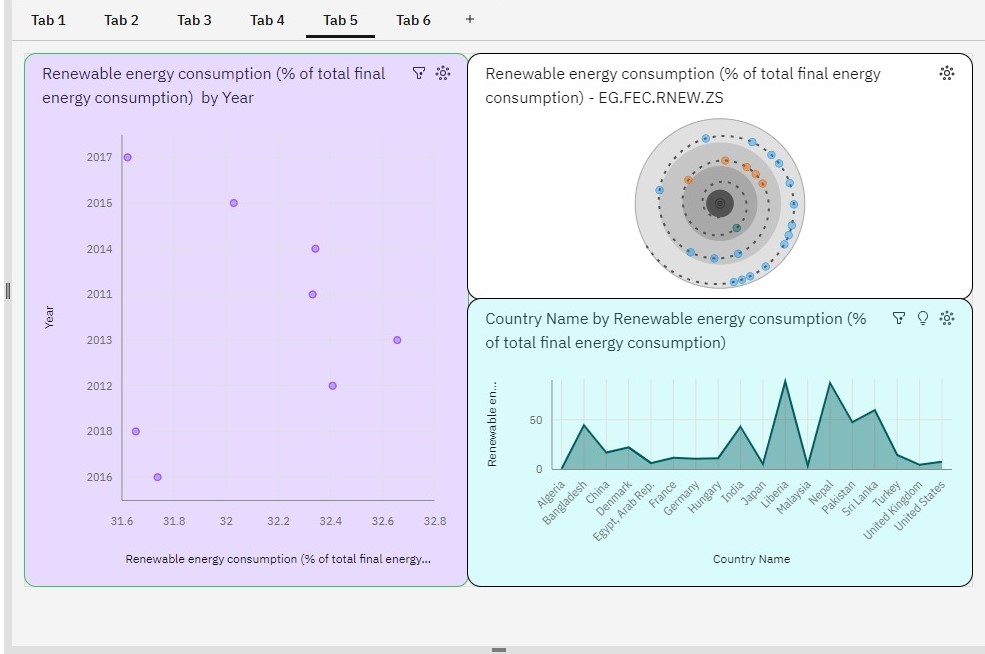 Tab 1 Tab 2 Tab 3 Tab 4 Tab 5 Tab 6 +
Renewable energy consumption (% of total final
energy consumption) by Year
2017
2015
2014
2011
2013
2012
2018
2016
Year
31.6 31.8 32 32.2 32.4 32.6 32.8
Renewable energy consumption (% of total final energy...
Renewable energy consumption (% of total final energy
consumption) - EG.FEC.RNEW.ZS
Country Name by Renewable energy consumption (%
of total final energy consumption)
Renewable en...
50
0
Algeria
Bangladesh
China
Denmark
Egypt, Arab Rep.
France
Germany
Hungary
India
Japan
Liberia
Malaysia
Nepal
Pakistan
Sri Lanka
Turkey
United Kingdom
United States
Country Name